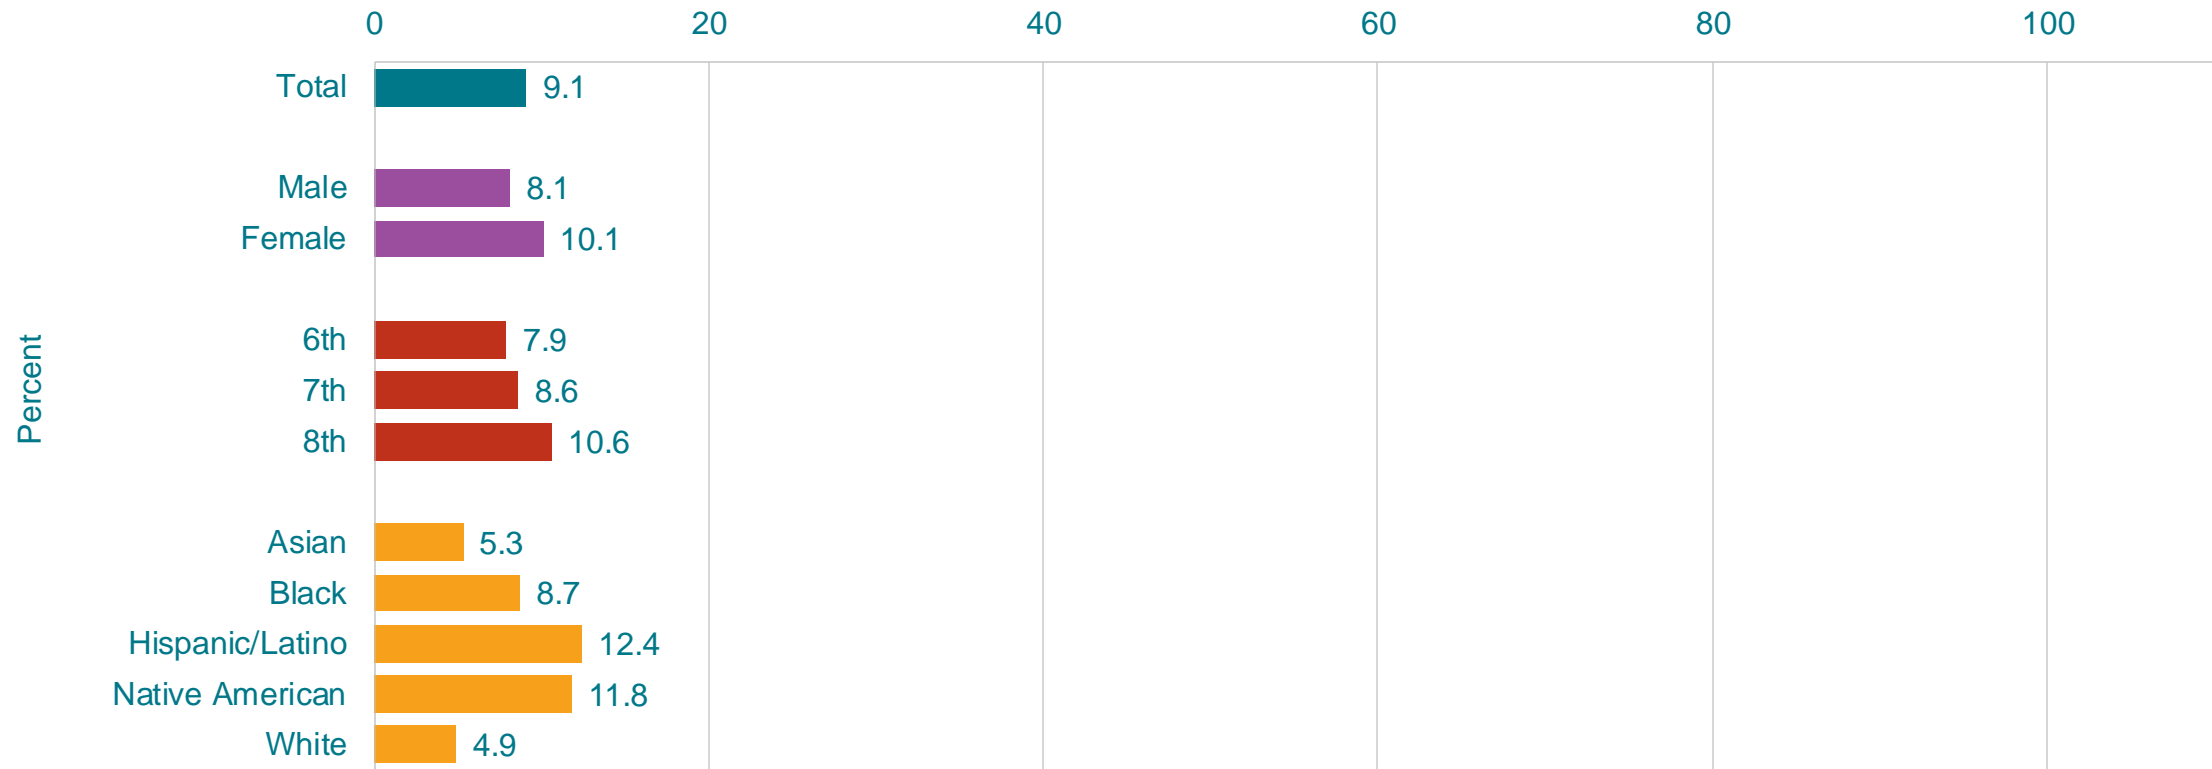 0 20 40 60 80 100
Total 9.1
Male 8.1
Female 10.1
Percent
6th 7.9
7th 8.6
8th 10.6
Asian 5.3
Black 8.7
Hispanic/Latino 12.4
Native American 11.8
White 4.9